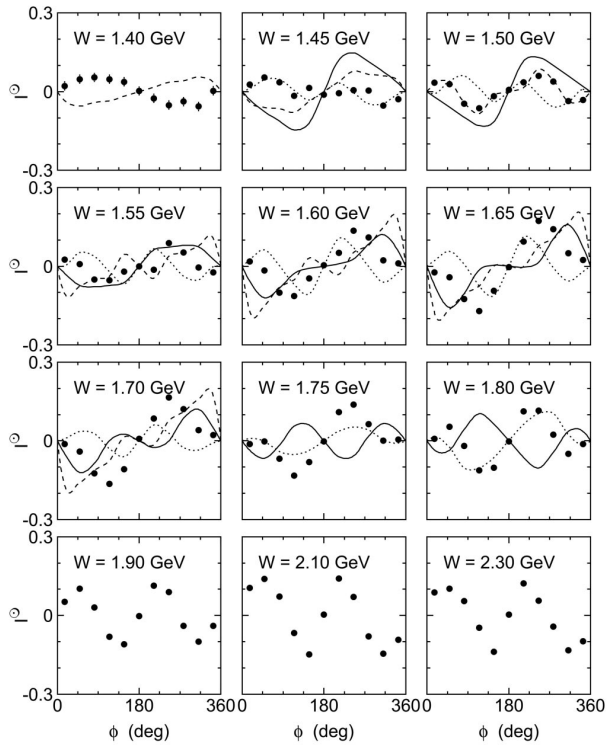 0.3
W = 1.40 GeV
W = 1.45 GeV
W = 1.50 GeV
I⊙
0
-0.3
0.3
W = 1.55 GeV
W = 1.60 GeV
W = 1.65 GeV
I⊙
0
-0.3
0.3
W = 1.70 GeV
W = 1.75 GeV
W = 1.80 GeV
I⊙
0
-0.3
0.3
W = 1.90 GeV
W = 2.10 GeV
W = 2.30 GeV
I⊙
0
-0.3
0 180 360 0 180 360 0 180 360
ϕ (deg) ϕ (deg) ϕ (deg)